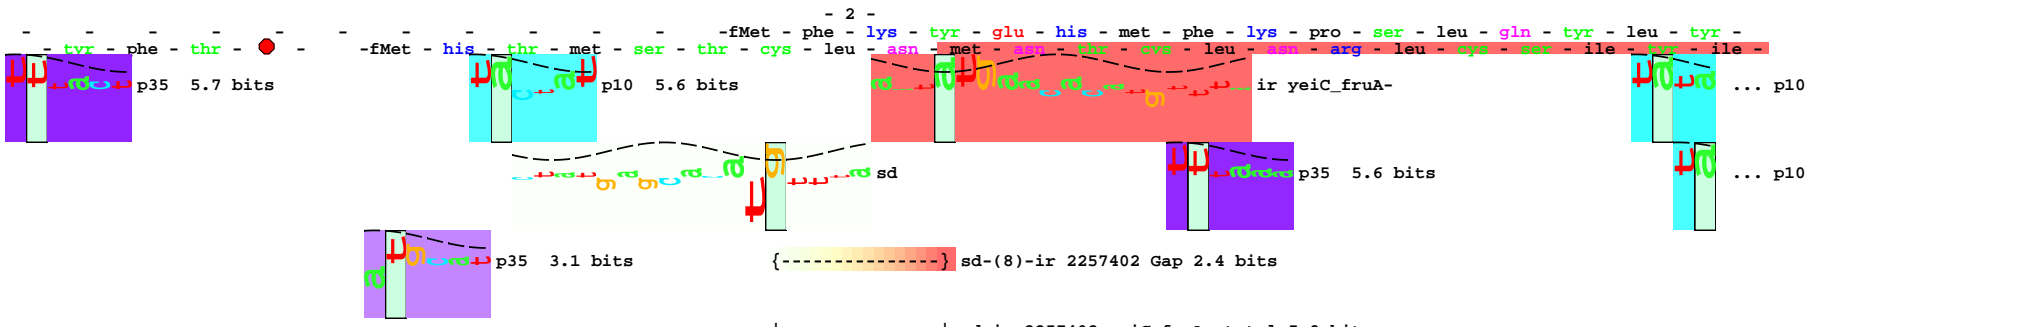 - 2 -
- - - - - - - - - - - -fMet - phe - lys - tyr - glu - his - met - phe - lys - pro - ser - leu - gln - tyr - leu - tyr -
- tyr - phe - thr - - -fMet - his - thr - met - ser - thr - cys - leu - asn - met - asn - thr - cys - leu - asn - arg - leu - cys - ser - ile - tyr - ile -
p35 5.7 bits
p10 5.6 bits
ir yeiC_fruA-
... p10
sd
p35 5.6 bits
... p10
p35 3.1 bits
{---------------} sd-(8)-ir 2257402 Gap 2.4 bits